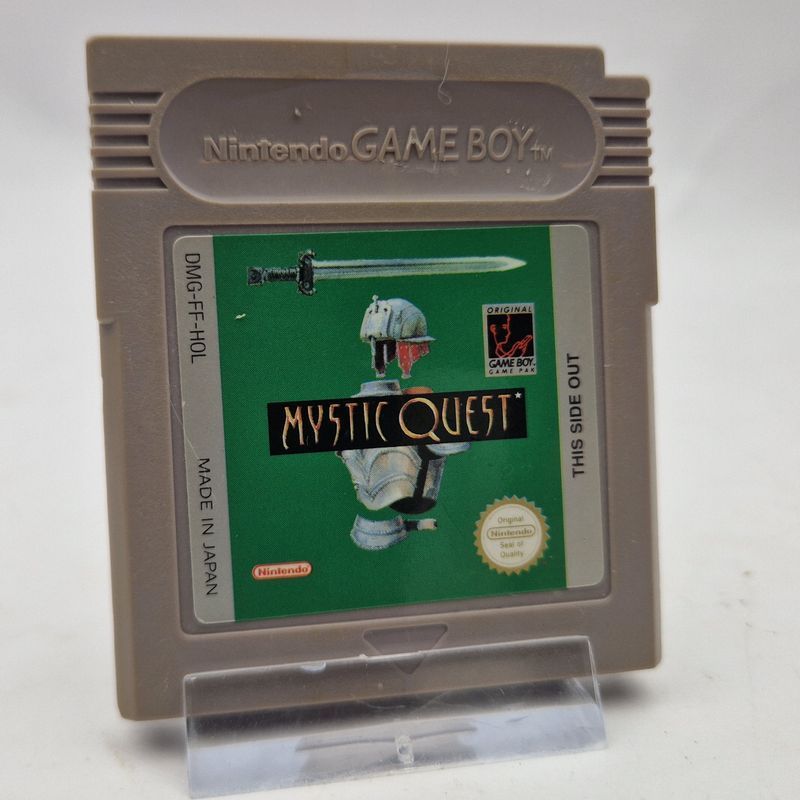 Nintendo GAME BOY TM
DMG-FF-HOL
MADE IN JAPAN
ORIGINAL
GAME BOY™
GAME PAK
MYSTIC QUEST
THIS SIDE OUT
Original
Nintendo
Seal of
Quality
Nintendo